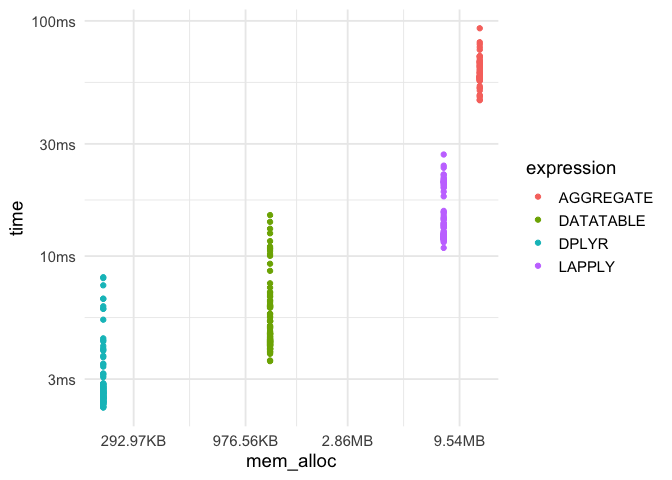 100ms
30ms
10ms
3ms
time
292.97KB 976.56KB 2.86MB 9.54MB
mem_alloc
expression
AGGREGATE
DATATABLE
DPLYR
LAPPLY